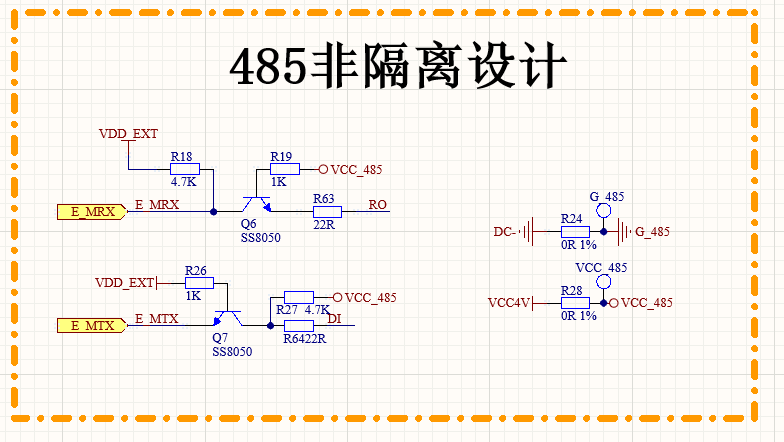 485非隔离设计
VDD_EXT
R18
4.7K
R19
1K
VCC_485
E_MRX
E_MRX
Q6
SS8050
R63
22R
RO
VDD_EXT
R26
1K
E_MTX
E_MTX
Q7
SS8050
VCC_485
R27 4.7K
DI
R6422R
G_485
DC-
R24
0R 1%
G_485
VCC_485
VCC4V
R28
0R 1%
VCC_485